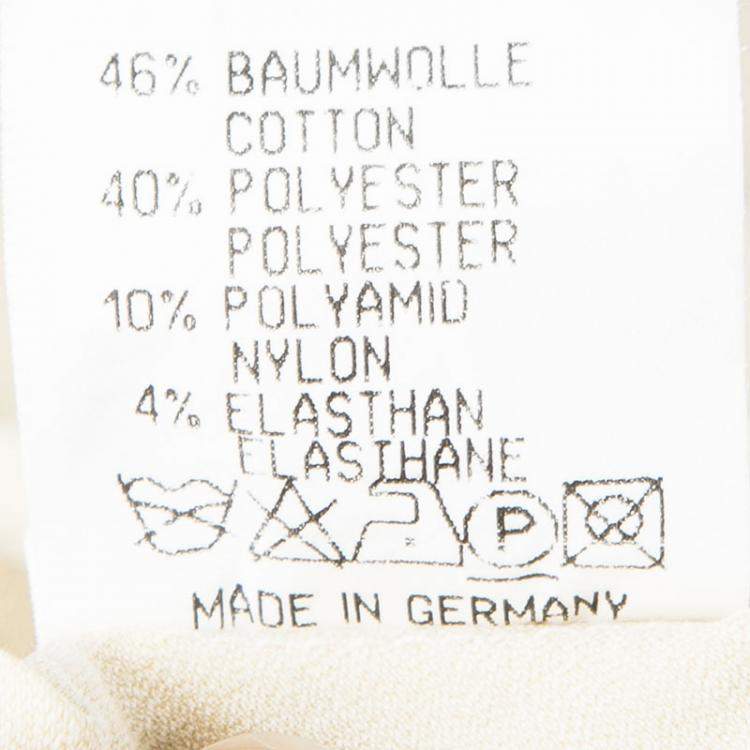 46% BAUMWOLLE
COTTON
40% POLYESTER
POLYESTER
10% POLYAMID
NYLON
4% ELASTHAN
ELASTHANE
P
MADE IN GERMANY